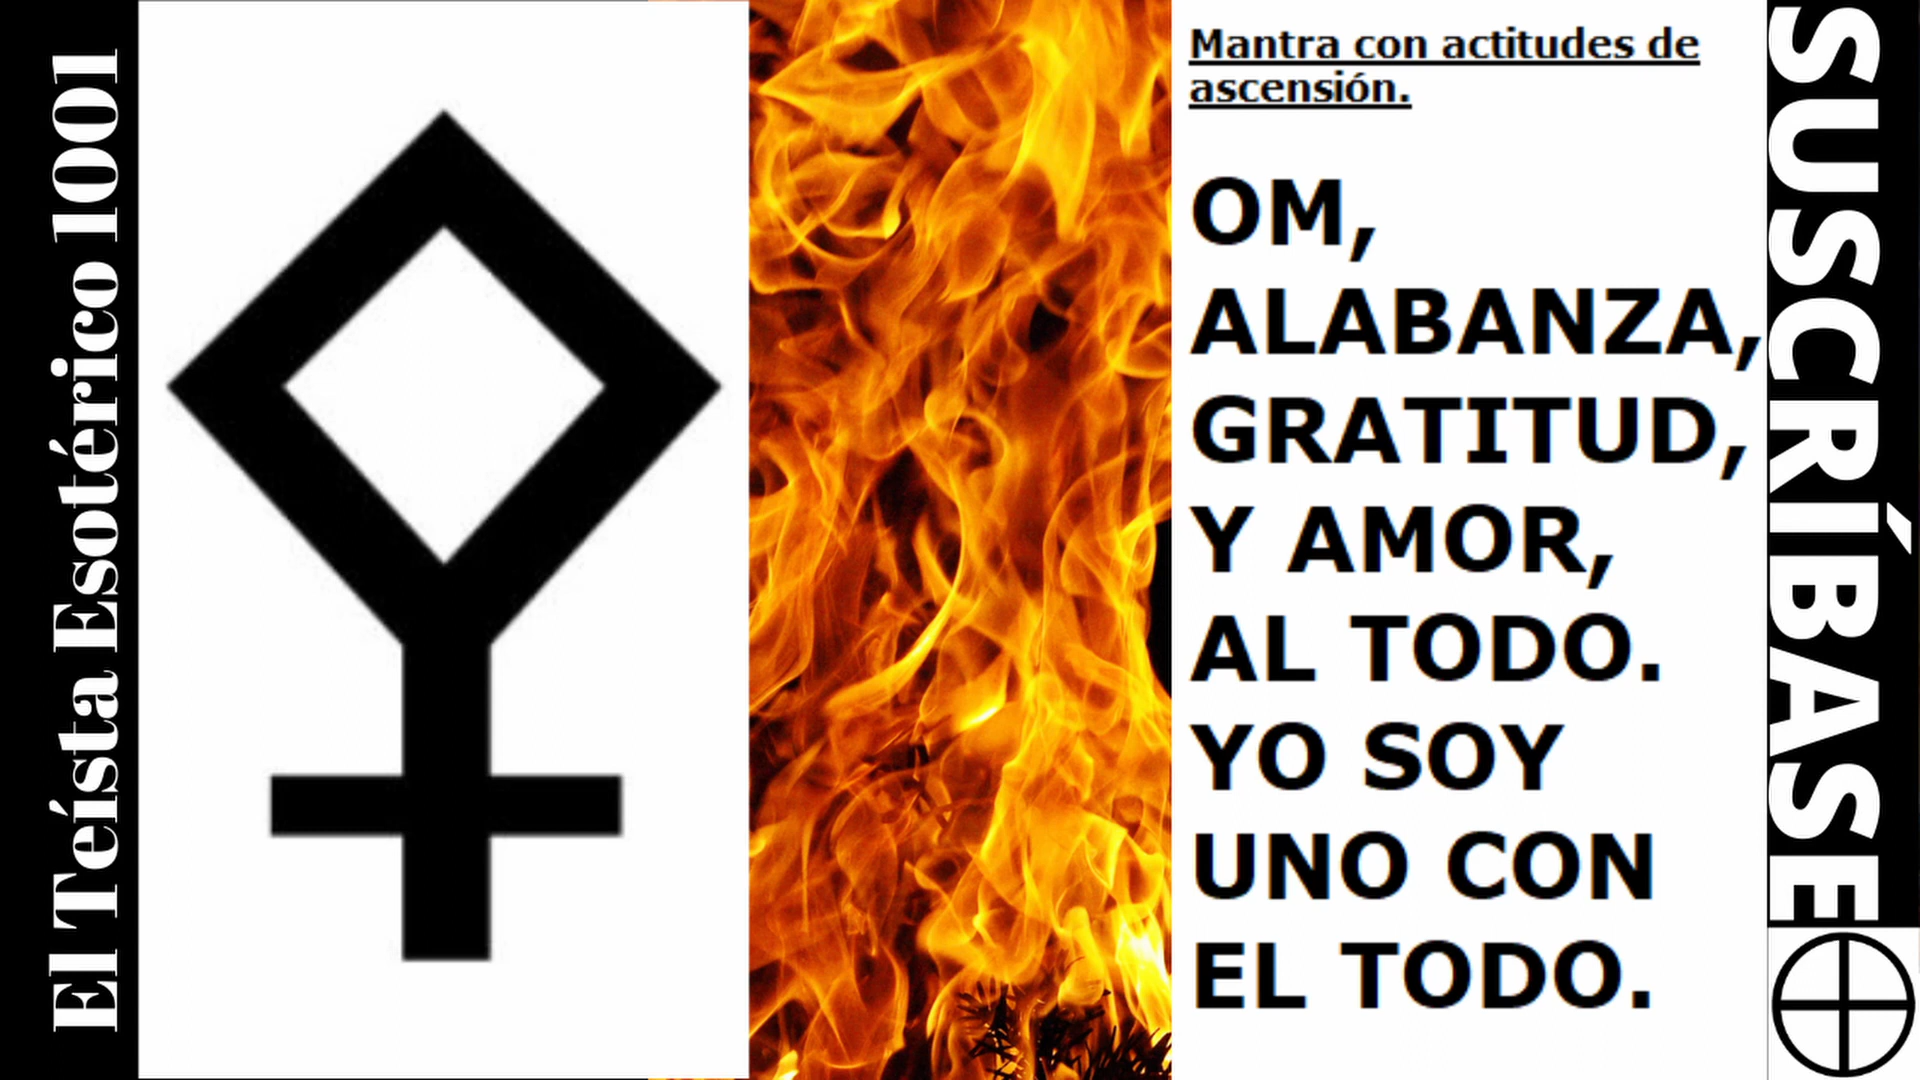 El Teísta Esotérico 1001
Mantra con actitudes de
ascensión.
OM,
ALABANZA,
GRATITUD,
Y AMOR,
AL TODO.
YO SOY
UNO CON
EL TODO.
SUSCRÍBASE